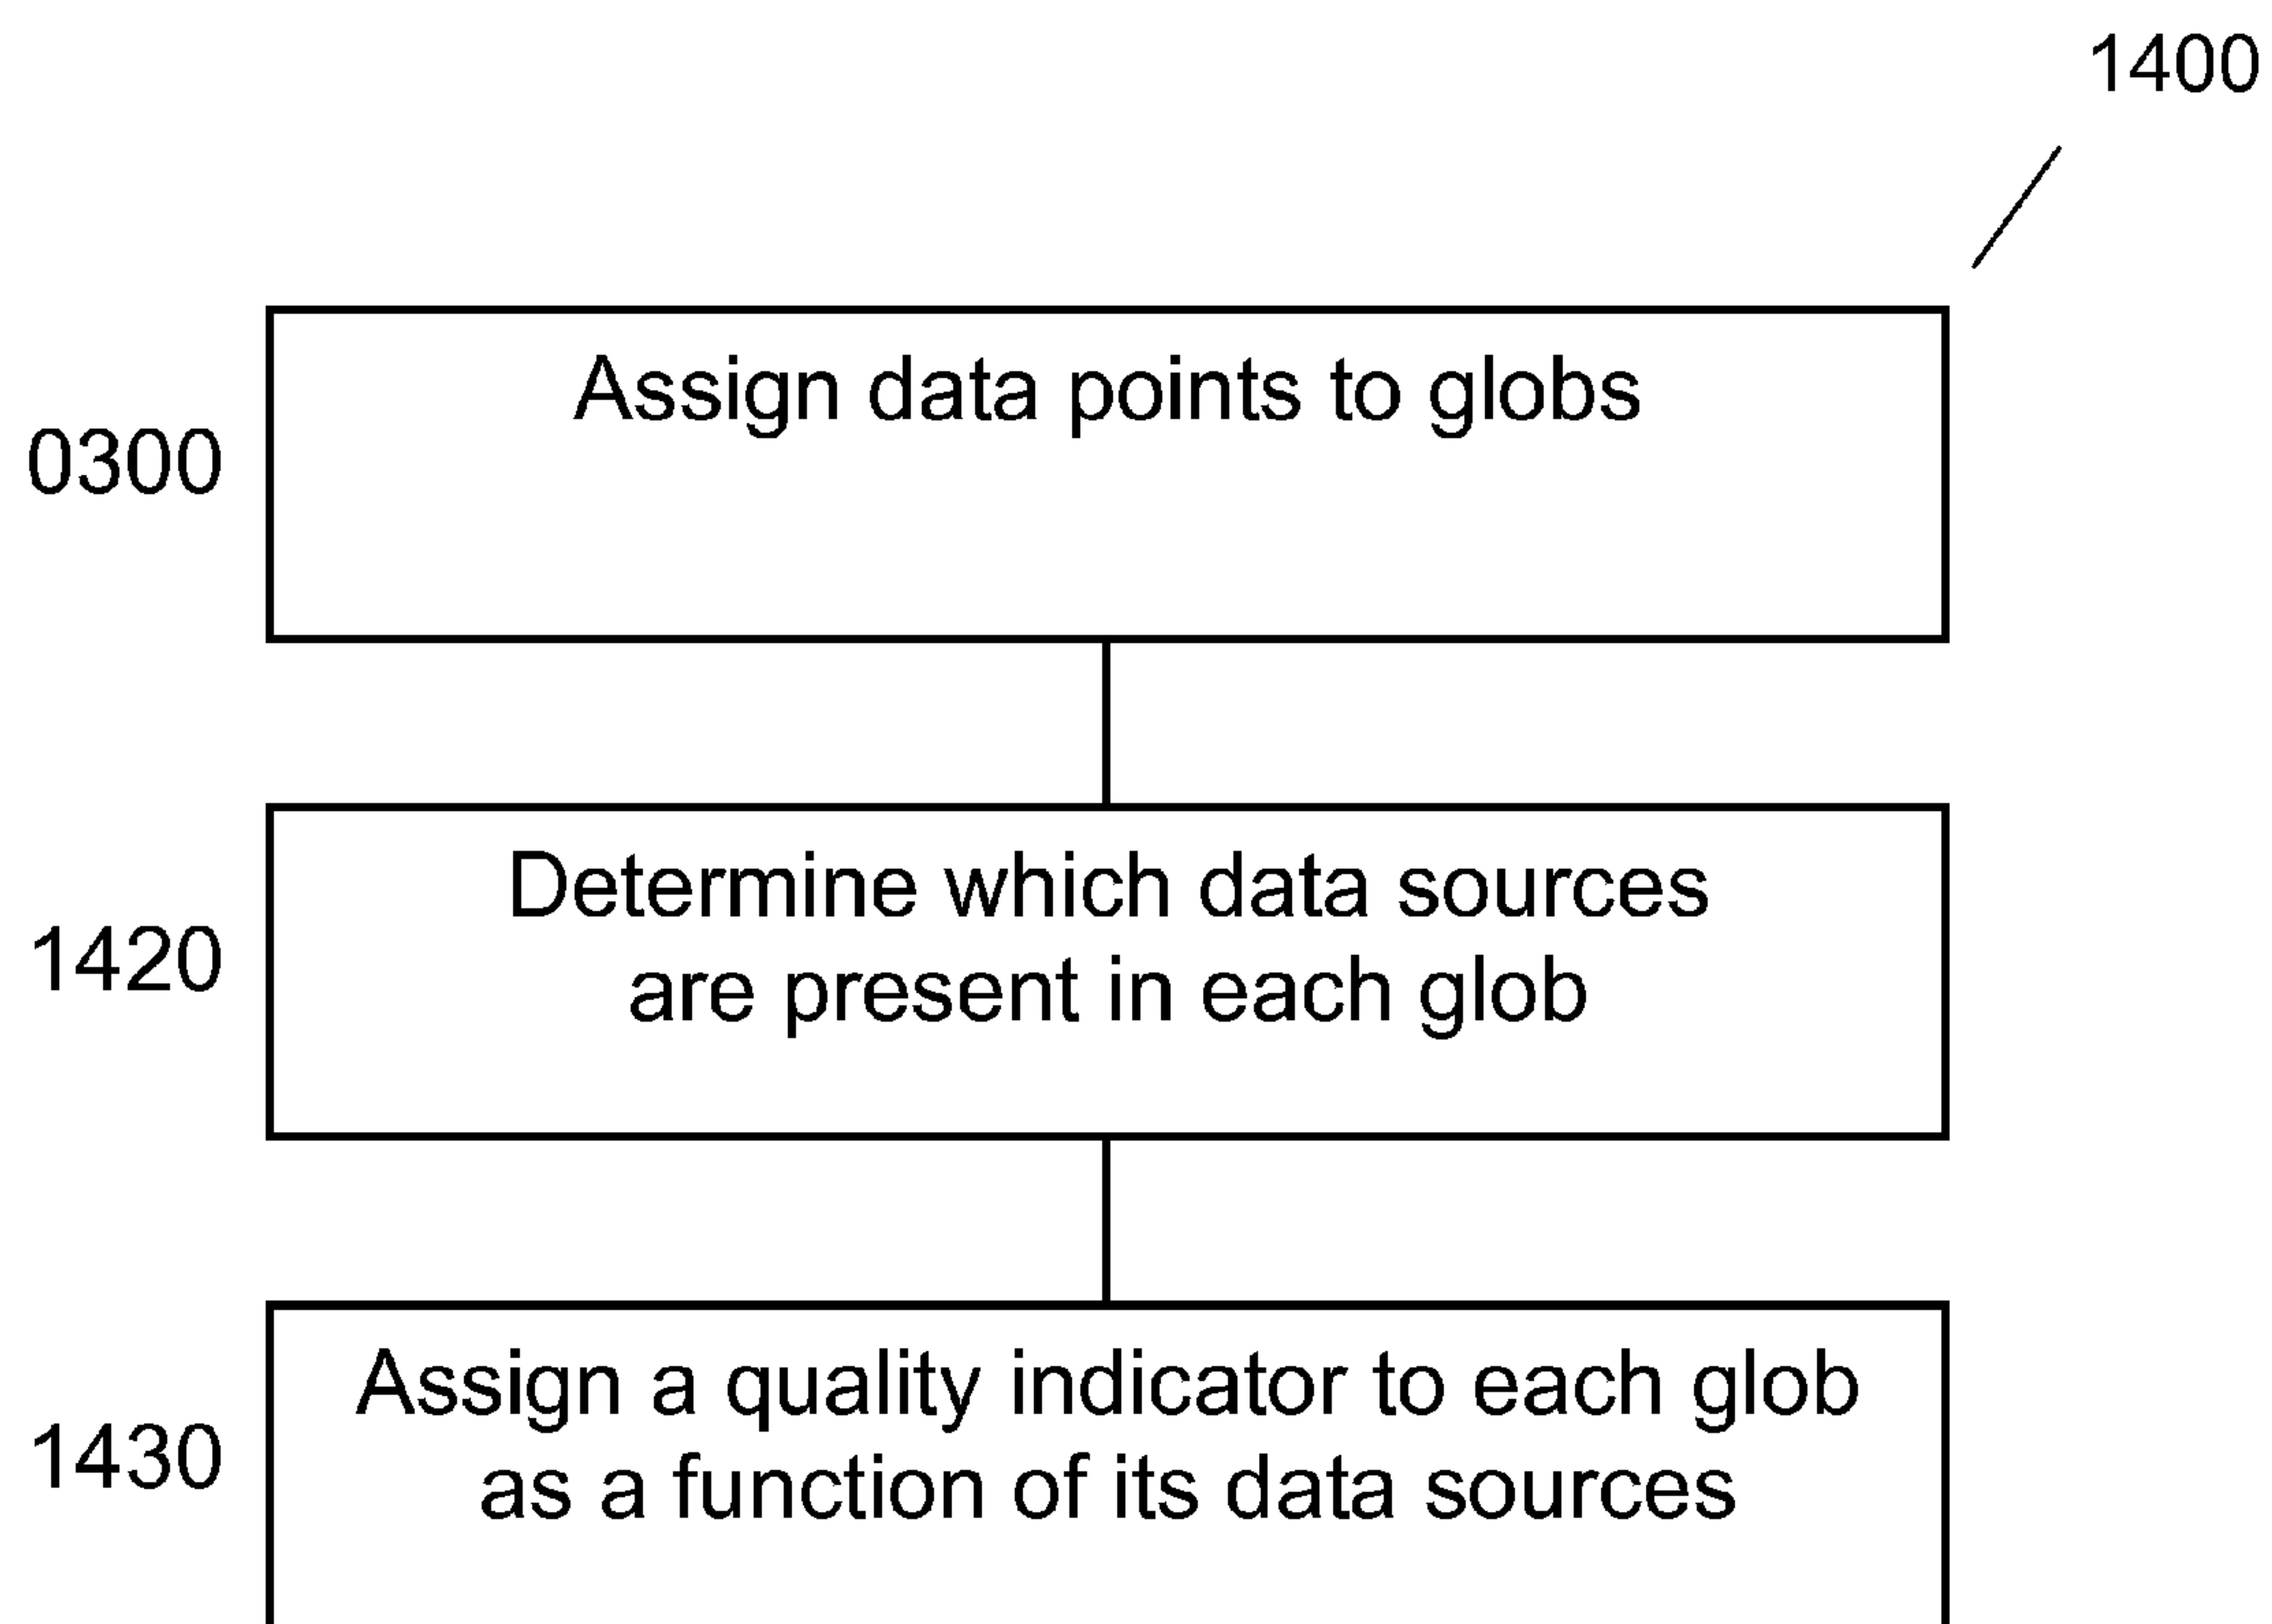 1400
Assign data points to globs
0300
Determine which data sources
are present in each glob
1420
Assign a quality indicator to each glob
as a function of its data sources
1430